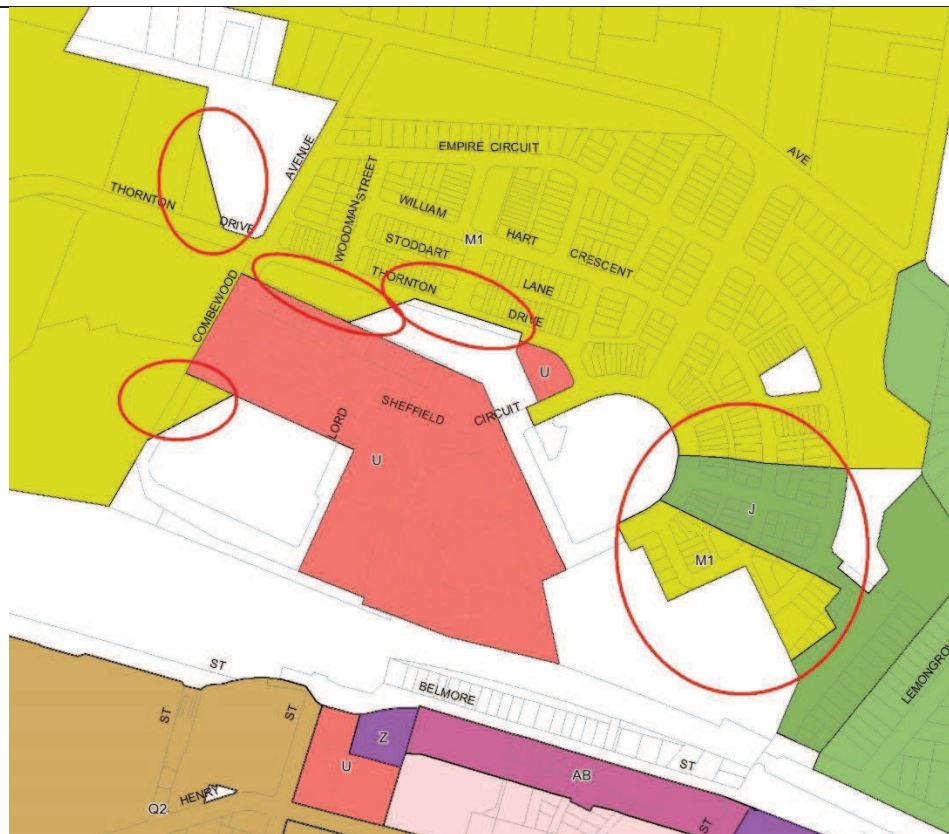 AVE
EMPIRE CIRCUIT
AVENUE
WOODMAN STREET
WILLIAM
THORNTON
DRIVE
M1
HART
STODDART
CRESCENT
THORNTON
LANE
DRIVE
COMBEWOOD
U
SHEFFIELD
CIRCUIT
LORD
U
J
M1
LEMONGRO
ST
BELMORE
ST
ST
ST
Z
U
AB
HENRY
Q2
ST